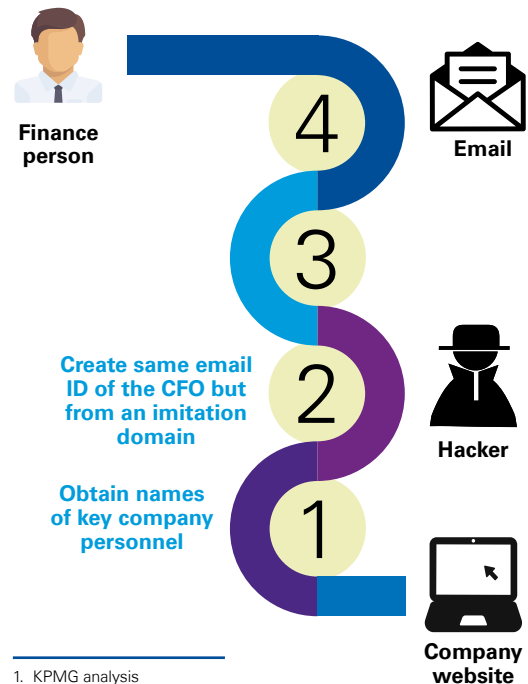 Finance
person
4
Email
3
Create same email
ID of the CFO but
from an imitation
domain
2
Hacker
Obtain names
of key company
personnel
1
Company
website
1. KPMG analysis